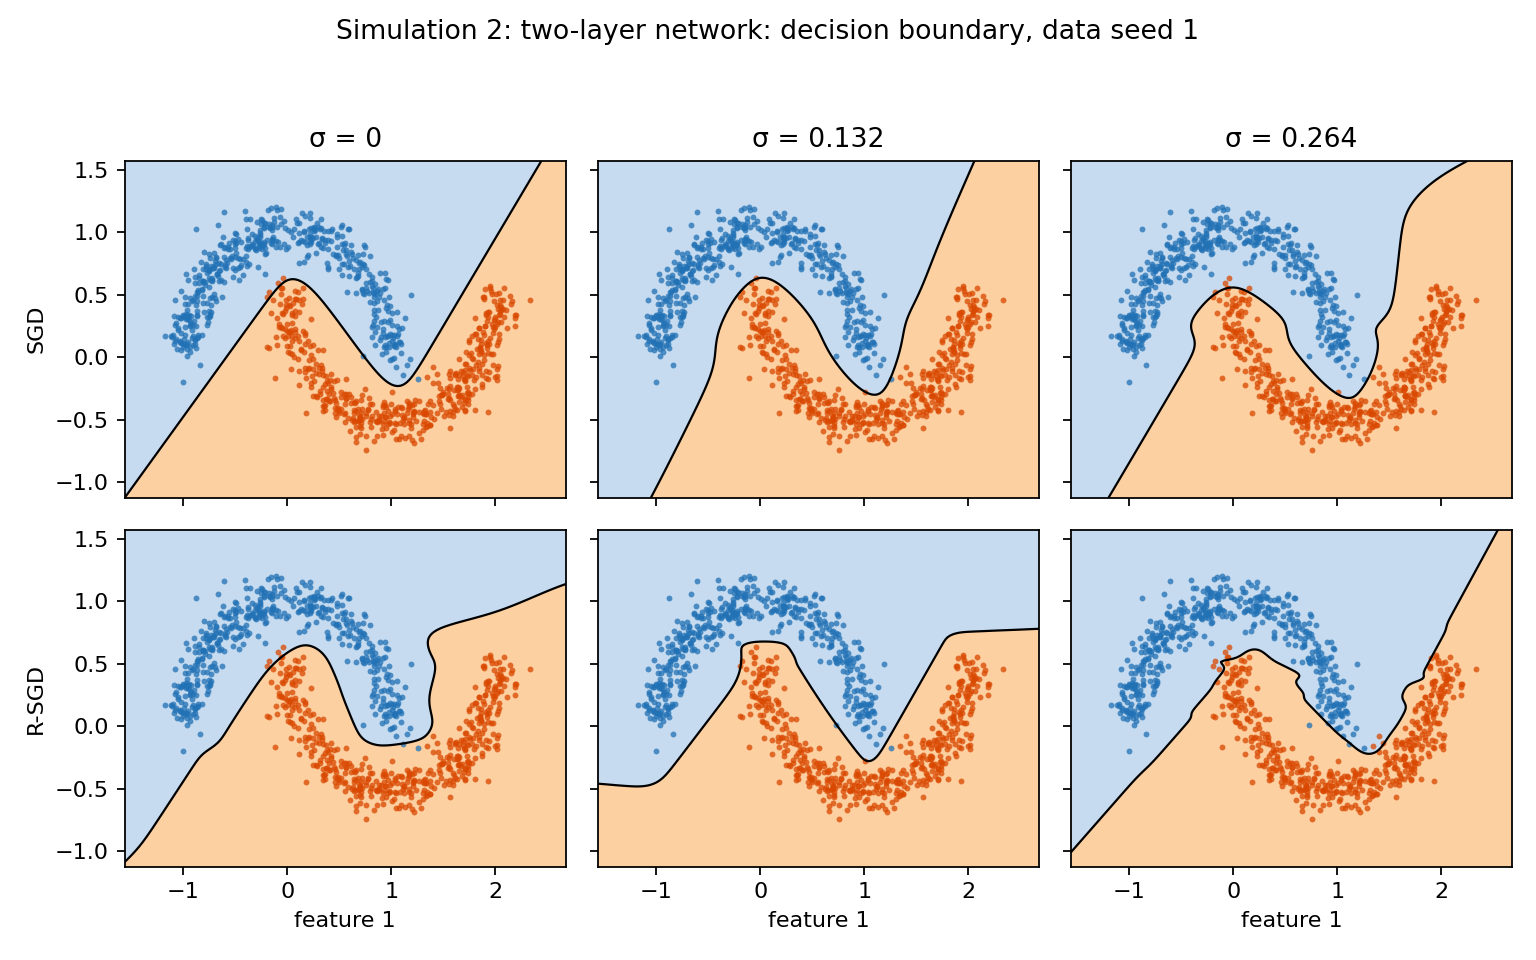 Simulation 2: two-layer network: decision boundary, data seed 1
σ = 0
σ = 0.132
σ = 0.264
SGD
1.5
1.0
0.5
0.0
−0.5
−1.0
R-SGD
1.5
1.0
0.5
0.0
−0.5
−1.0
−1 0 1 2
−1 0 1 2
−1 0 1 2
feature 1
feature 1
feature 1